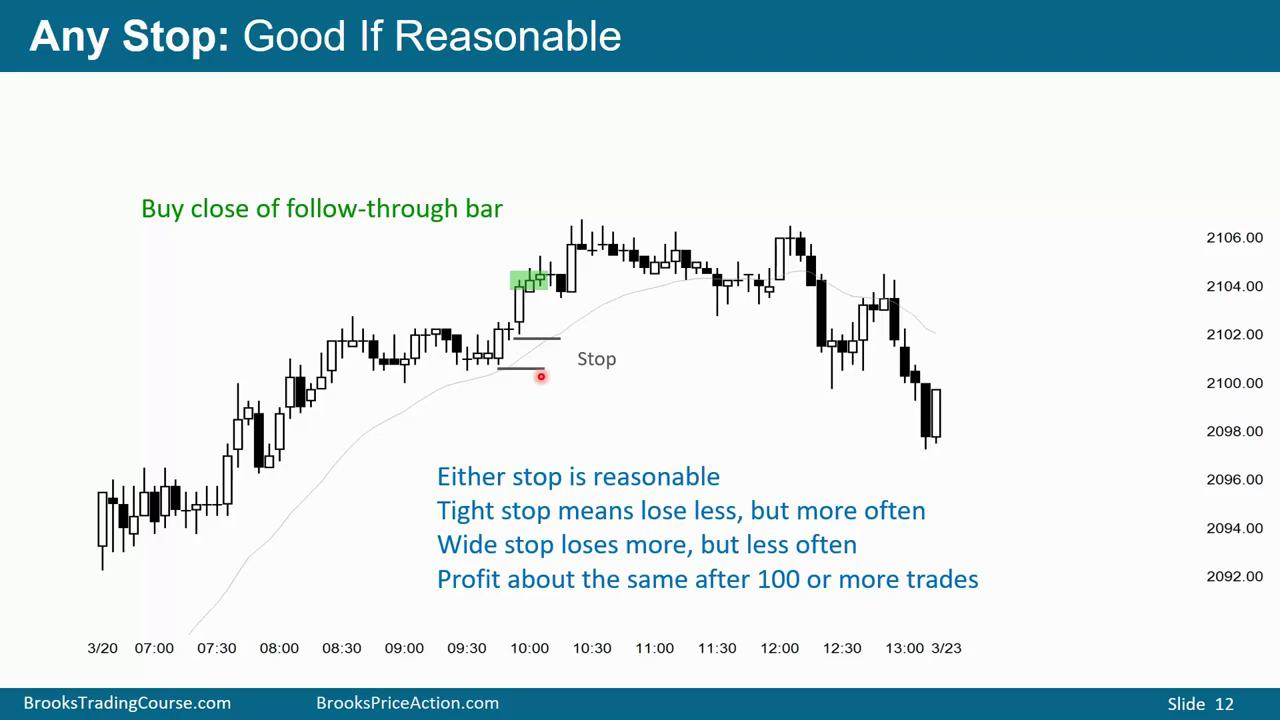 Any Stop: Good If Reasonable
Buy close of follow-through bar
2106.00
2104.00
2102.00
Stop
2100.00
2098.00
Either stop is reasonable
2096.00
Tight stop means lose less, but more often
2094.00
Wide stop loses more, but less often
Profit about the same after 100 or more trades
2092.00
3/20 07:00 07:30 08:00 08:30 09:00 09:30 10:00 10:30 11:00 11:30 12:00 12:30 13:00 3/23
BrooksTradingCourse.com BrooksPriceAction.com Slide 12